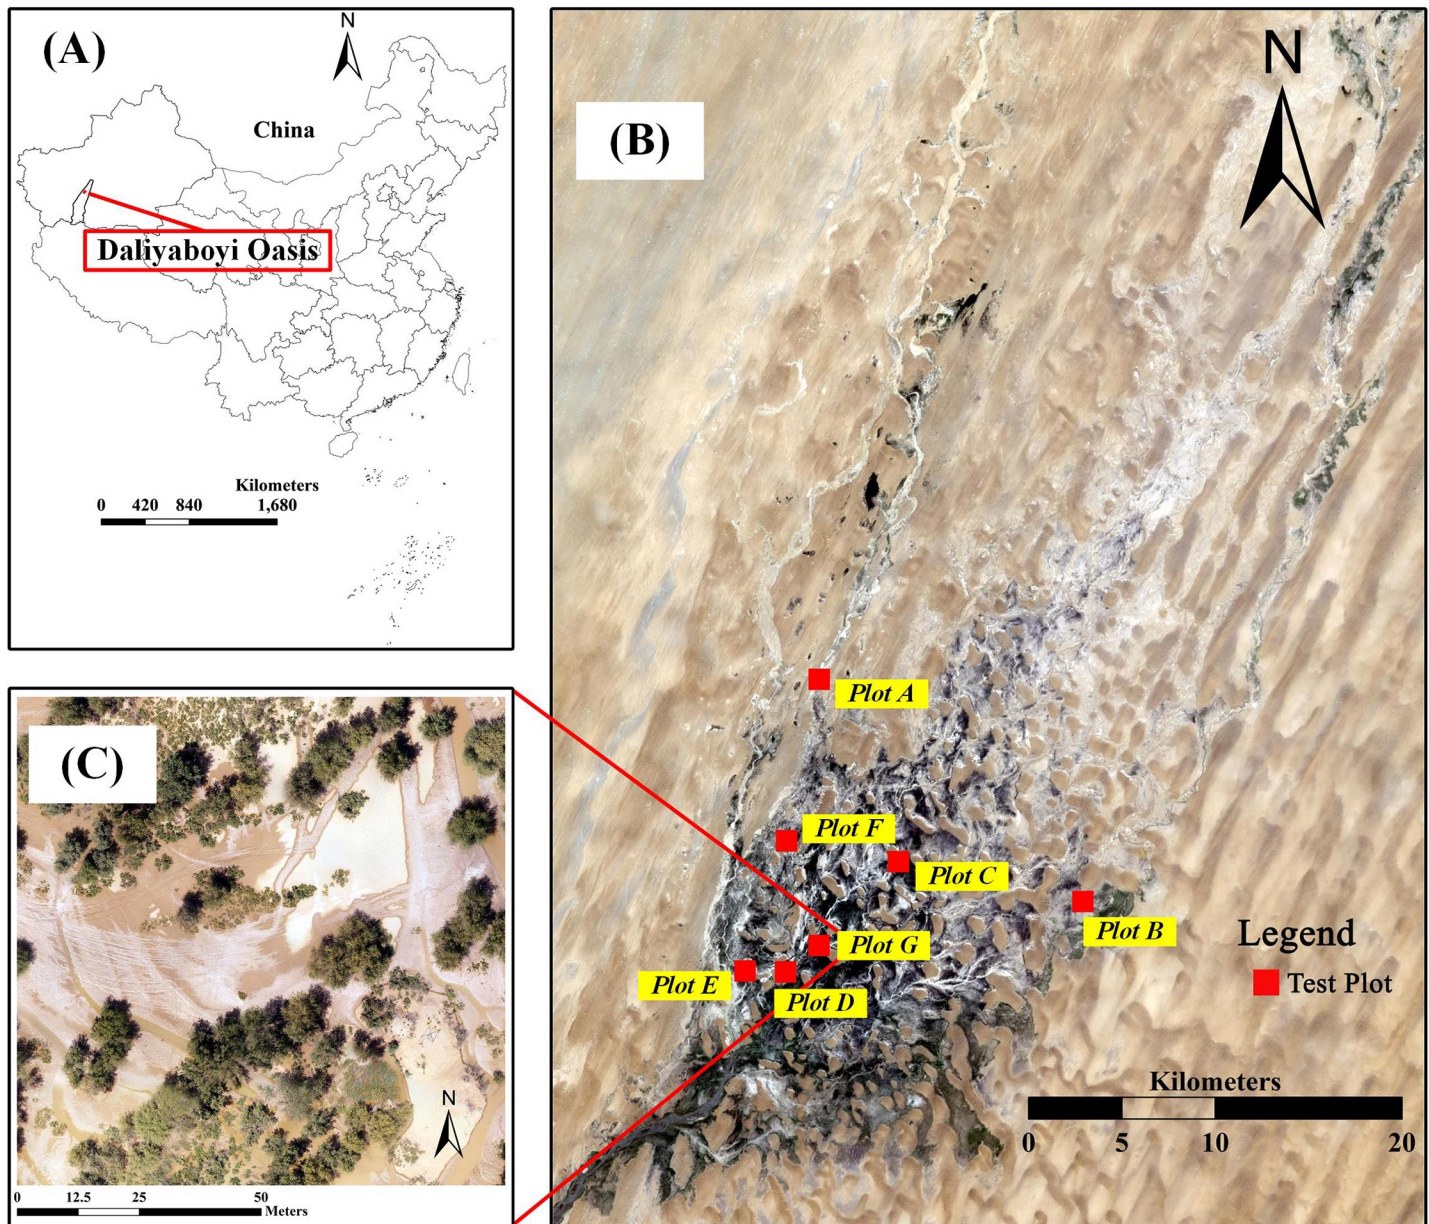 (A)
N
China
Daliyaboyi Oasis
Kilometers
0 420 840 1,680
(B)
N
Plot A
Plot F
Plot C
Plot B
Plot G
Plot E
Plot D
Legend
Test Plot
Kilometers
0 5 10 20
(C)
N
0 12.5 25 50
Meters